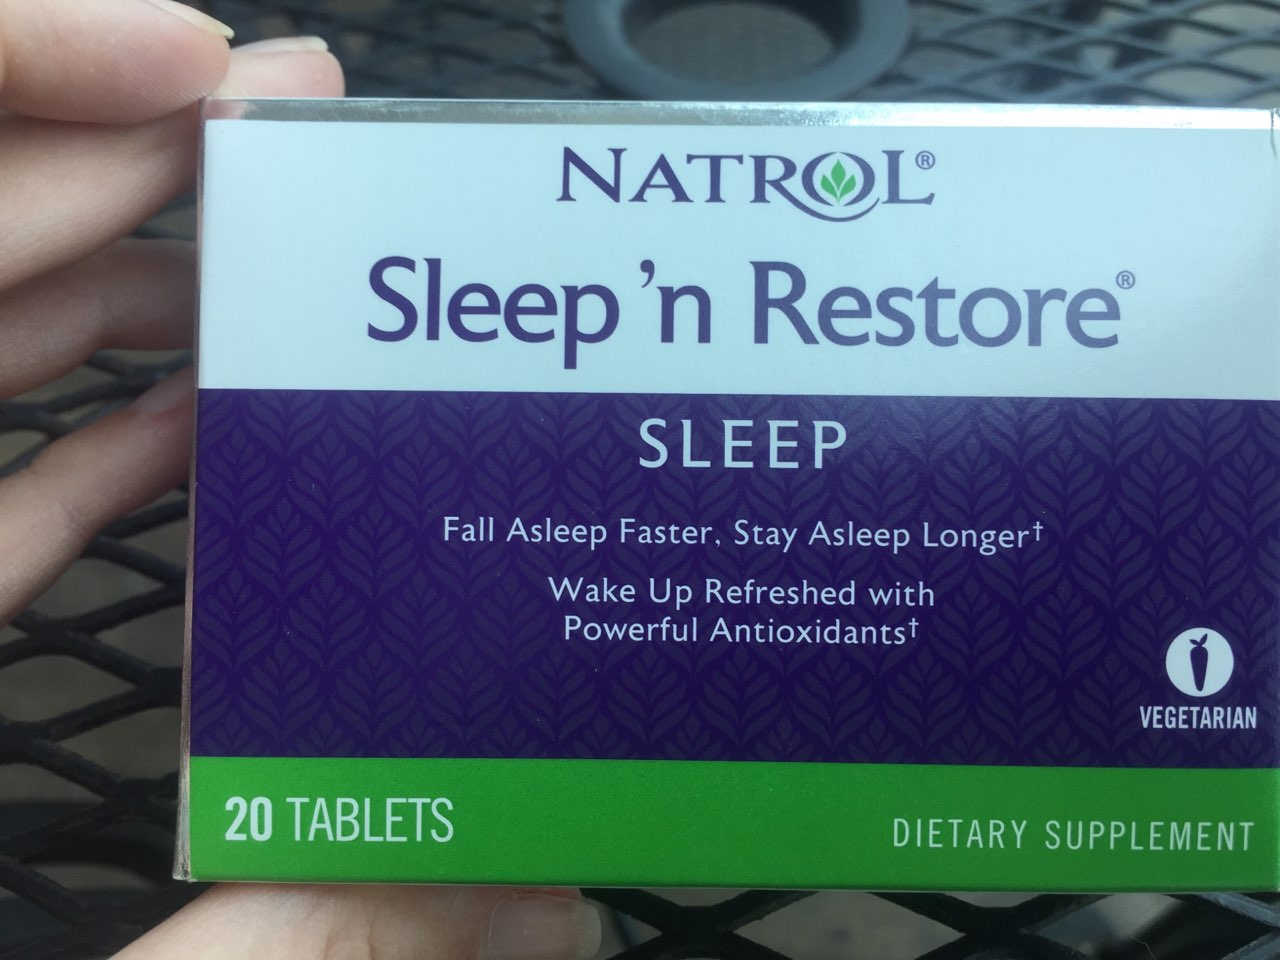 NATROL®
Sleep 'n Restore®
SLEEP
Fall Asleep Faster, Stay Asleep Longer†
Wake Up Refreshed with
Powerful Antioxidants†
VEGETARIAN
20 TABLETS
DIETARY SUPPLEMENT